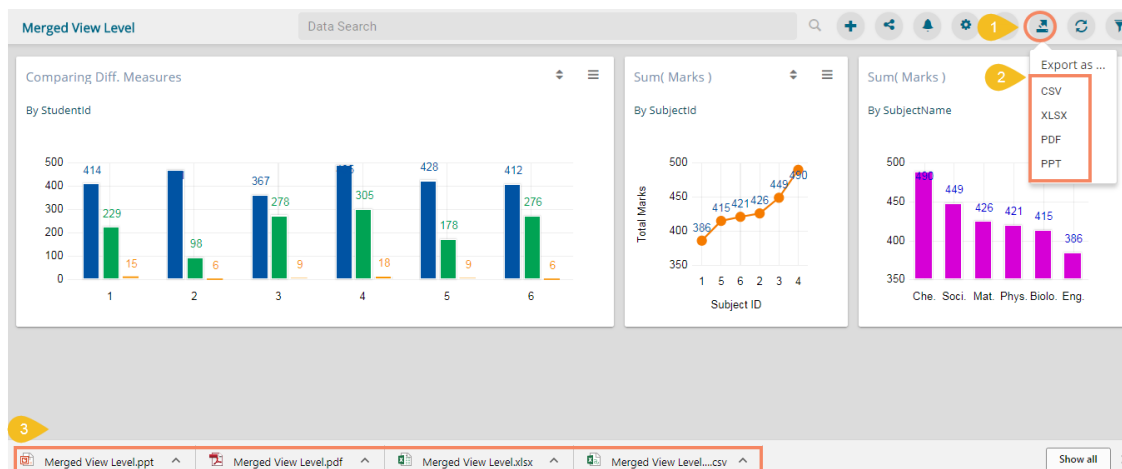 Merged View Level
Data Search
1
Export as ...
2
CSV
XLSX
PDF
PPT
Comparing Diff. Measures
By StudentId
500
400
300
200
100
0
414
229
15
98
6
367
278
9
305
18
428
178
9
412
276
6
1 2 3 4 5 6
Sum( Marks )
By SubjectId
Total Marks
500
450
400
350
386
415
421
426
449
490
1 5 6 2 3 4
Subject ID
Sum( Marks )
By SubjectName
500
450
400
350
490
449
426
421
415
386
Che. Soci. Mat. Phys. Biolo. Eng.
3
Merged View Level.ppt
Merged View Level.pdf
Merged View Level.xlsx
Merged View Level....csv
Show all